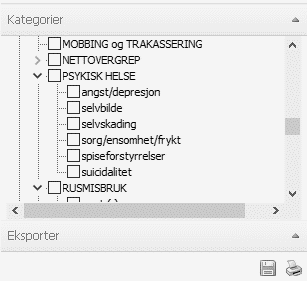 Kategorier
MOBBING og TRAKASSERING
NETTOVERGREP
PSYKISK HELSE
angst/depresjon
selvbilde
selvskading
sorg/ensomhet/frykt
spiseforstyrrelser
suicidalitet
RUSMISBRUK
Eksporter